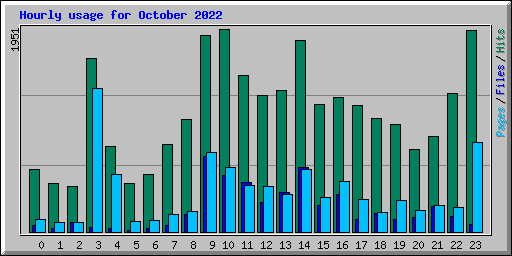 Hourly usage for October 2022
1951
Pages / Files / Hits
0 1 2 3 4 5 6 7 8 9 10 11 12 13 14 15 16 17 18 19 20 21 22 23